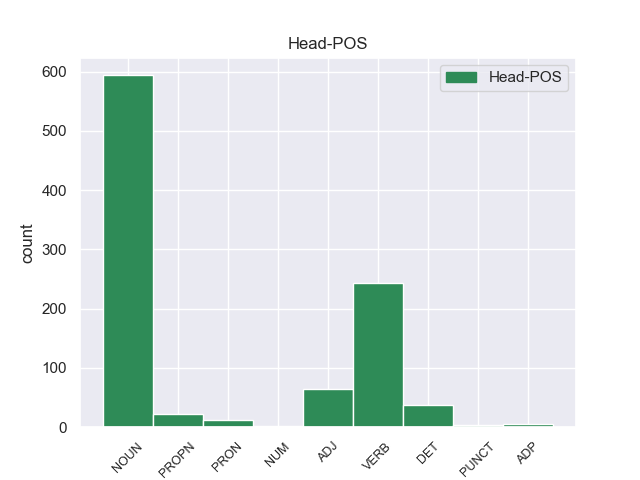 Head-POS
Head-POS
600
500
400
300
200
100
0
count
NOUN
PROPN
PRON
NUM
ADJ
VERB
DET
PUNCT
ADP